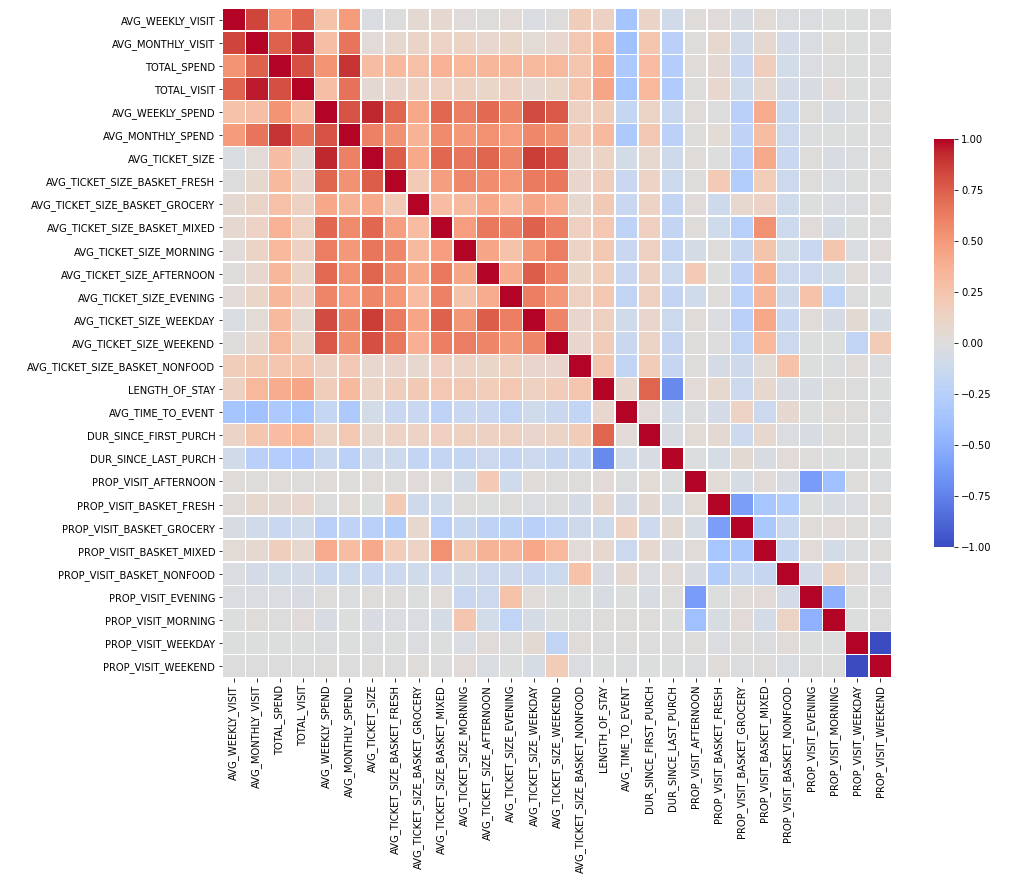 AVG_WEEKLY_VISIT
AVG_MONTHLY_VISIT
TOTAL_SPEND
TOTAL_VISIT
AVG_WEEKLY_SPEND
AVG_MONTHLY_SPEND
AVG_TICKET_SIZE
AVG_TICKET_SIZE_BASKET_FRESH
AVG_TICKET_SIZE_BASKET_GROCERY
AVG_TICKET_SIZE_BASKET_MIXED
AVG_TICKET_SIZE_MORNING
AVG_TICKET_SIZE_AFTERNOON
AVG_TICKET_SIZE_EVENING
AVG_TICKET_SIZE_WEEKDAY
AVG_TICKET_SIZE_WEEKEND
AVG_TICKET_SIZE_BASKET_NONFOOD
LENGTH_OF_STAY
AVG_TIME_TO_EVENT
DUR_SINCE_FIRST_PURCH
DUR_SINCE_LAST_PURCH
PROP_VISIT_AFTERNOON
PROP_VISIT_BASKET_FRESH
PROP_VISIT_BASKET_GROCERY
PROP_VISIT_BASKET_MIXED
PROP_VISIT_BASKET_NONFOOD
PROP_VISIT_EVENING
PROP_VISIT_MORNING
PROP_VISIT_WEEKDAY
PROP_VISIT_WEEKEND
AVG_WEEKLY_VISIT
AVG_MONTHLY_VISIT
TOTAL_SPEND
TOTAL_VISIT
AVG_WEEKLY_SPEND
AVG_MONTHLY_SPEND
AVG_TICKET_SIZE
AVG_TICKET_SIZE_BASKET_FRESH
AVG_TICKET_SIZE_BASKET_GROCERY
AVG_TICKET_SIZE_BASKET_MIXED
AVG_TICKET_SIZE_MORNING
AVG_TICKET_SIZE_AFTERNOON
AVG_TICKET_SIZE_EVENING
AVG_TICKET_SIZE_WEEKDAY
AVG_TICKET_SIZE_WEEKEND
AVG_TICKET_SIZE_BASKET_NONFOOD
LENGTH_OF_STAY
AVG_TIME_TO_EVENT
DUR_SINCE_FIRST_PURCH
DUR_SINCE_LAST_PURCH
PROP_VISIT_AFTERNOON
PROP_VISIT_BASKET_FRESH
PROP_VISIT_BASKET_GROCERY
PROP_VISIT_BASKET_MIXED
PROP_VISIT_BASKET_NONFOOD
PROP_VISIT_EVENING
PROP_VISIT_MORNING
PROP_VISIT_WEEKDAY
PROP_VISIT_WEEKEND
1.00
0.75
0.50
0.25
0.00
−0.25
−0.50
−0.75
−1.00